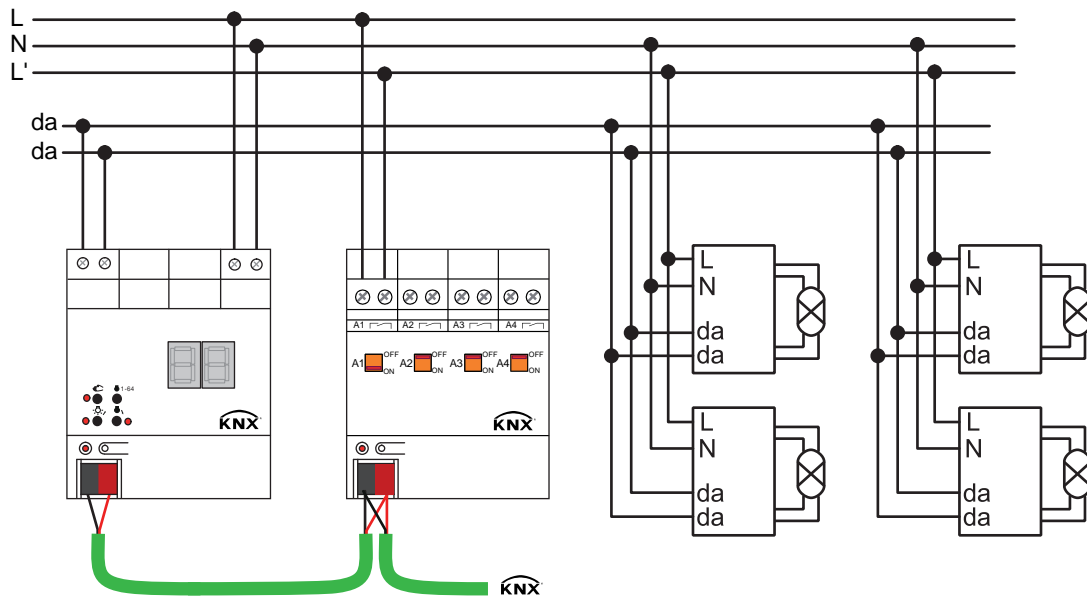 L
N
L'
da
da
A1 A2 A3 A4
1-64
A1 OFF ON A2 OFF ON A3 OFF ON A4 OFF ON
KNX
KNX
KNX
L
N
da
da
L
N
da
da
L
N
da
da
L
N
da
da